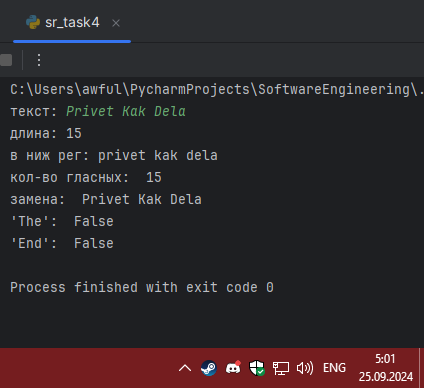 sr_task4
C:\Users\awful\PycharmProjects\SoftwareEngineering\.
текст: Privet Kak Dela
длина: 15
в ниж рег: privet kak dela
кол-во гласных:  15
замена:  Privet Kak Dela
'The':  False
'End':  False
Process finished with exit code 0
ENG
5:01
25.09.2024